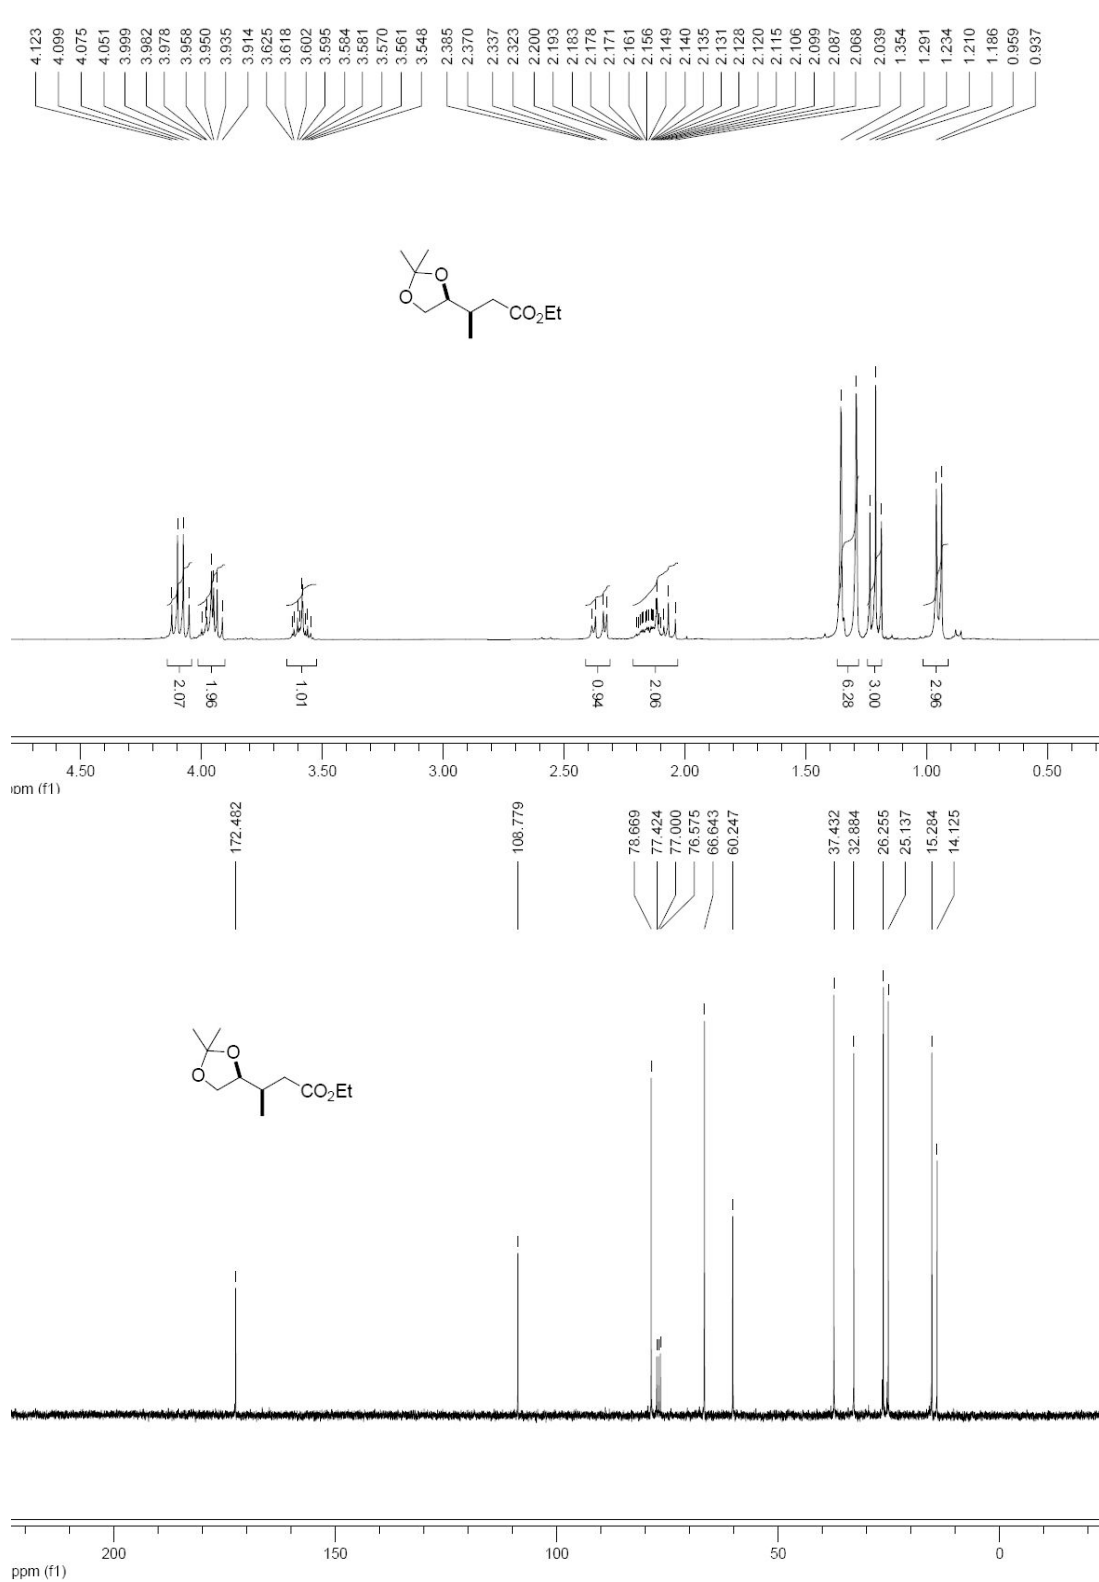 4.123 4.099 4.075 4.051 3.999 3.982 3.978 3.958 3.950 3.935 3.914 3.625 3.618 3.602 3.595 3.584 3.581 3.570 3.561 3.548 2.385 2.370 2.337 2.323 2.200 2.193 2.183 2.178 2.171 2.161 2.156 2.149 2.140 2.135 2.131 2.128 2.120 2.115 2.106 2.099 2.087 2.068 2.039 1.354 1.291 1.234 1.210 1.186 0.959 0.937
O
O
CO2Et
2.07 1.96 1.01 0.94 2.06 6.28 3.00 2.96
4.50 4.00 3.50 3.00 2.50 2.00 1.50 1.00 0.50
ppm (f1)
172.482 108.779 78.669 77.424 77.000 76.575 66.643 60.247 37.432 32.884 26.255 25.137 15.284 14.125
O
O
CO2Et
200 150 100 50 0
ppm (f1)